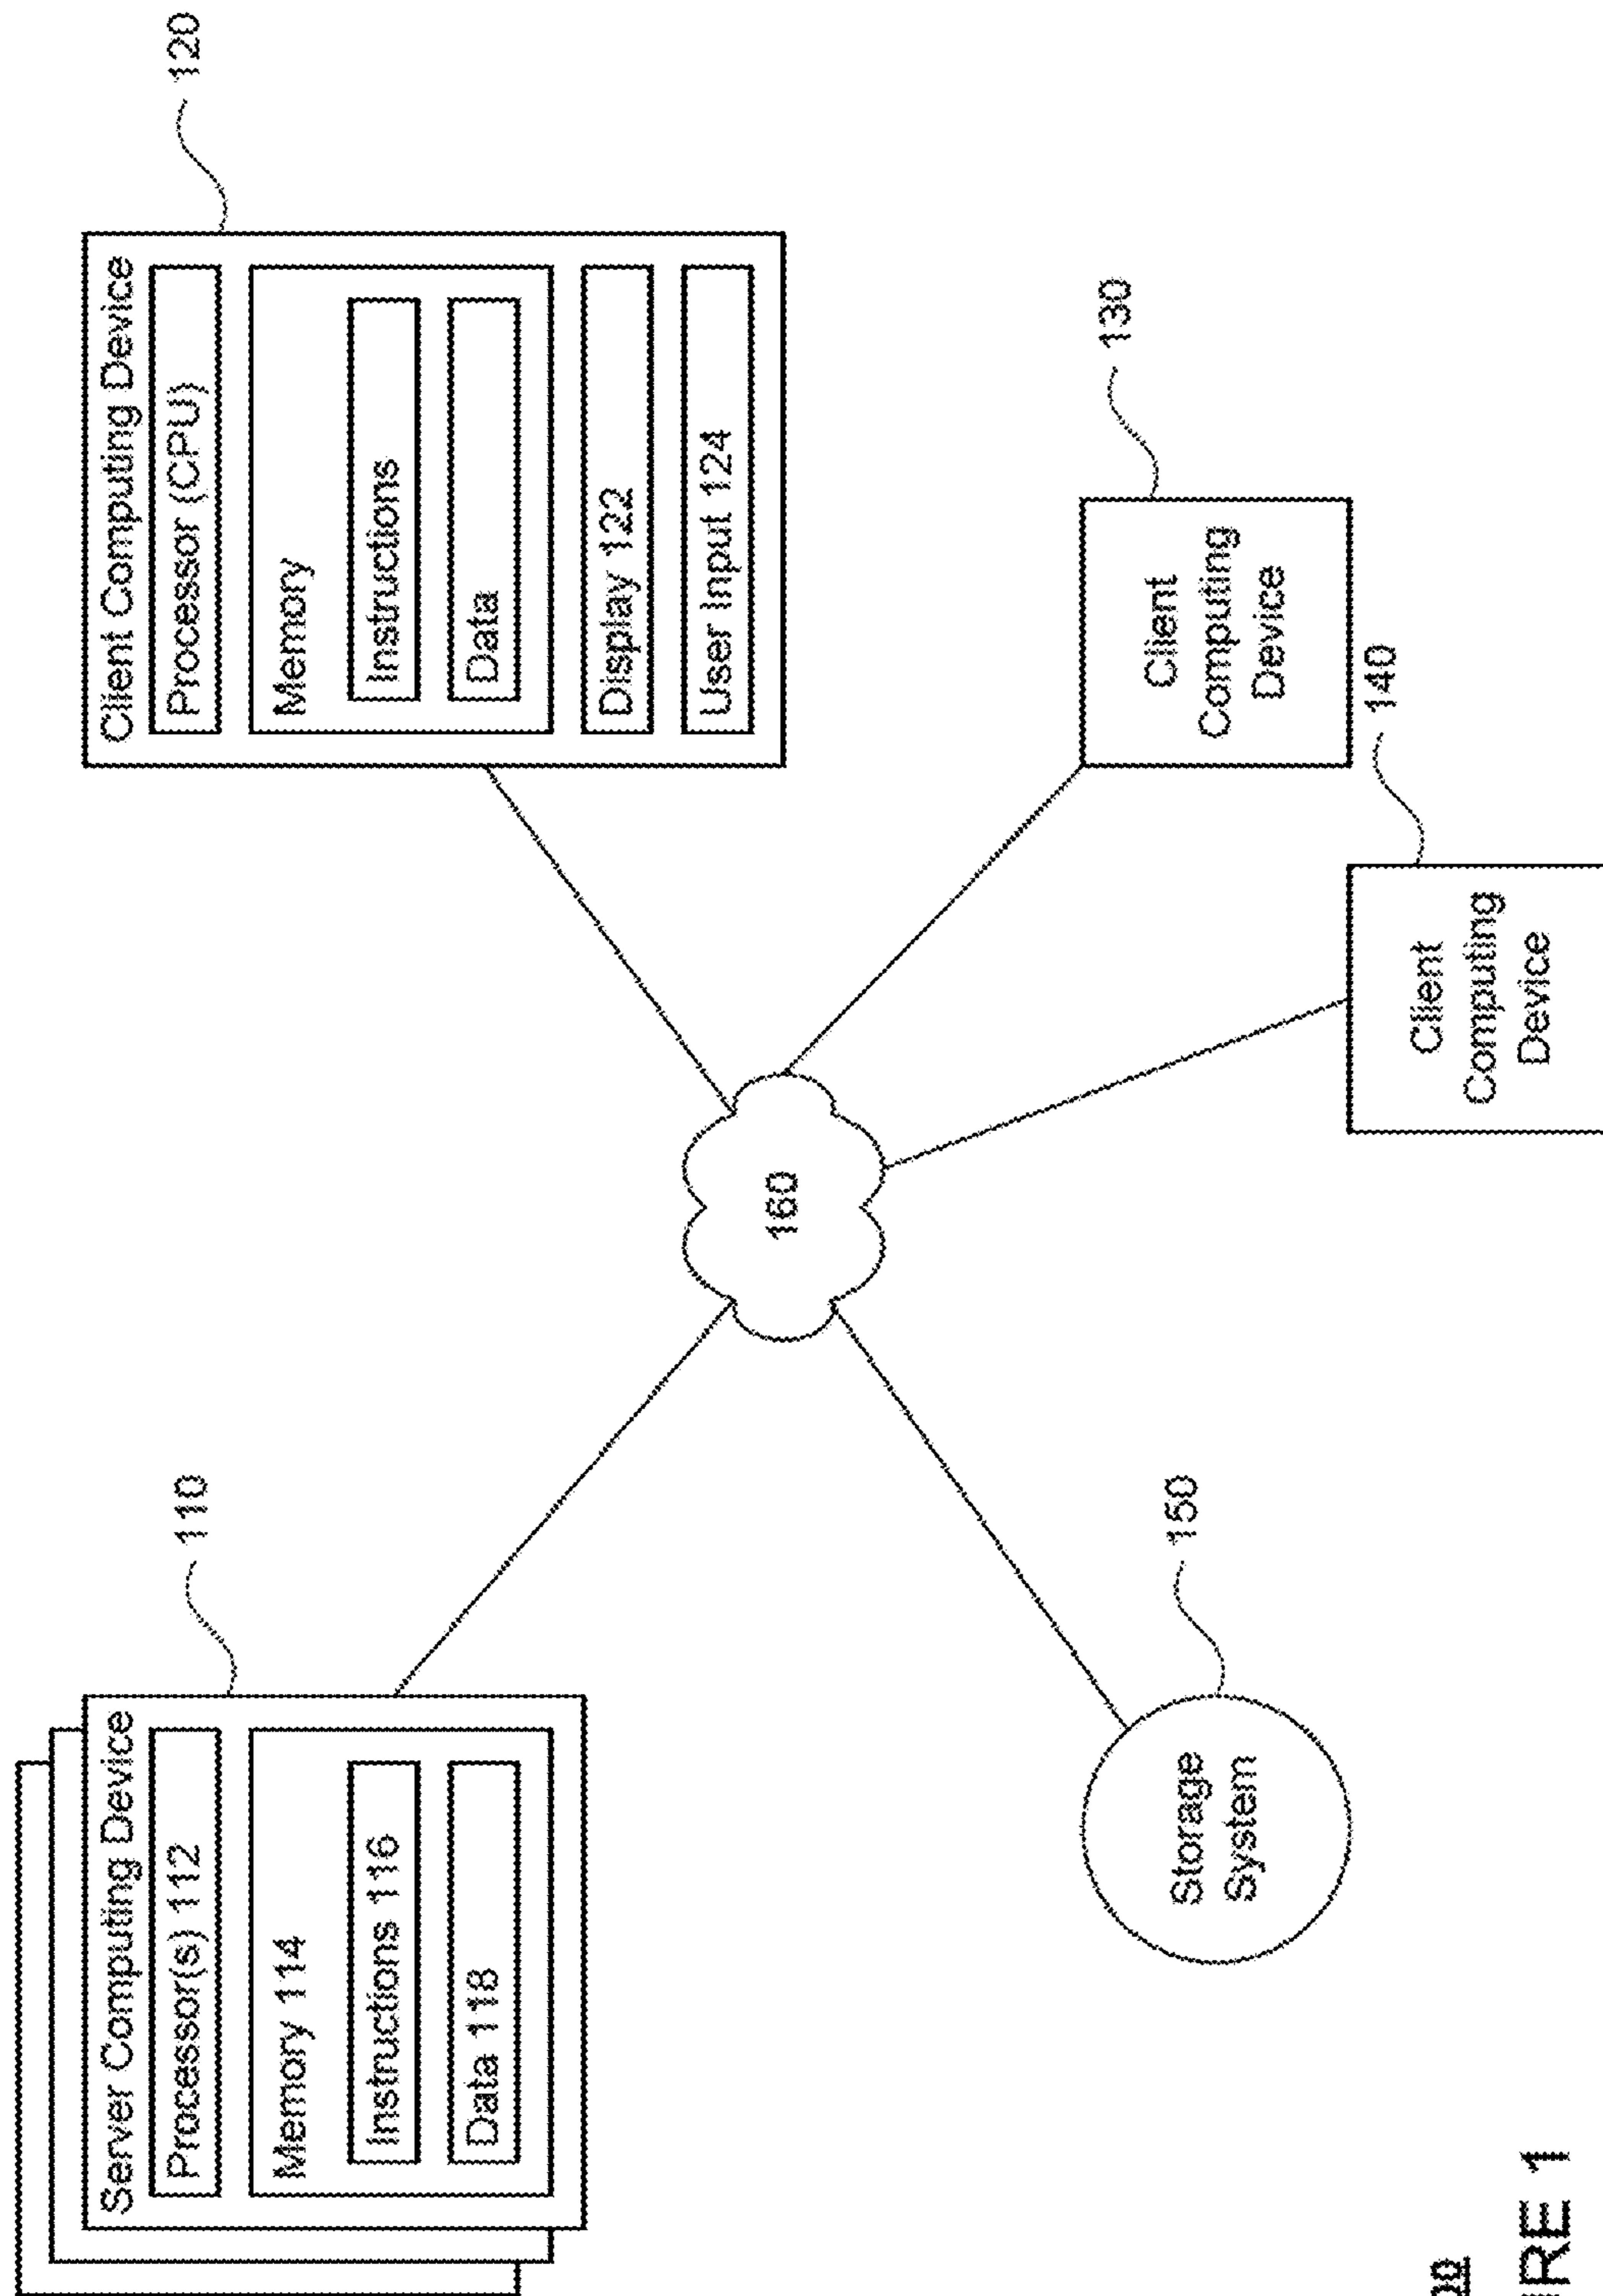 Server Computing Device
Processor(s) 112
Memory 114
Instructions 116
Data 118
110
Client Computing Device
Processor (CPU)
Memory
Instructions
Data
Display 122
User Input 124
120
160
Storage
System
150
Client
Computing
Device
130
Client
Computing
Device
140
RE 1